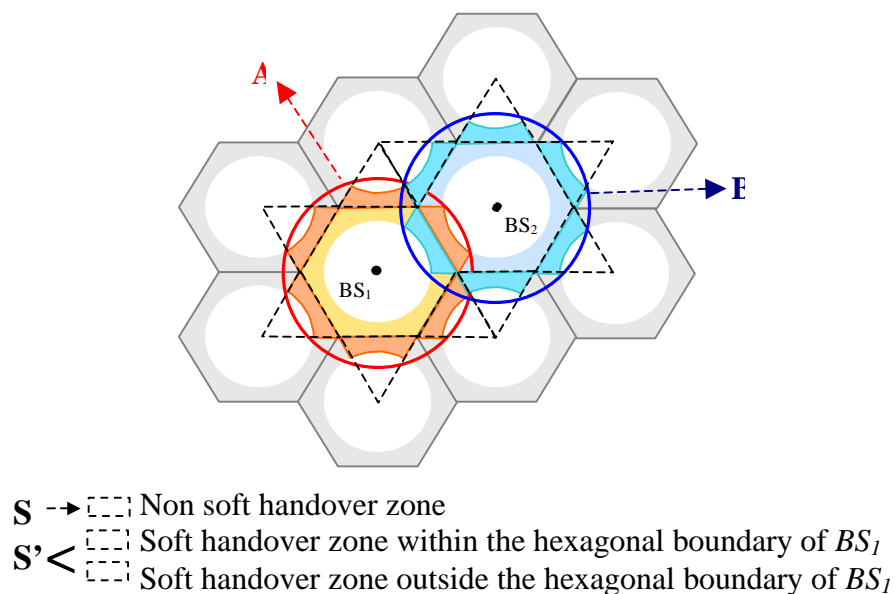 A
B
BS2
BS1
S Non soft handover zone
S'< Soft handover zone within the hexagonal boundary of BS1
Soft handover zone outside the hexagonal boundary of BS1